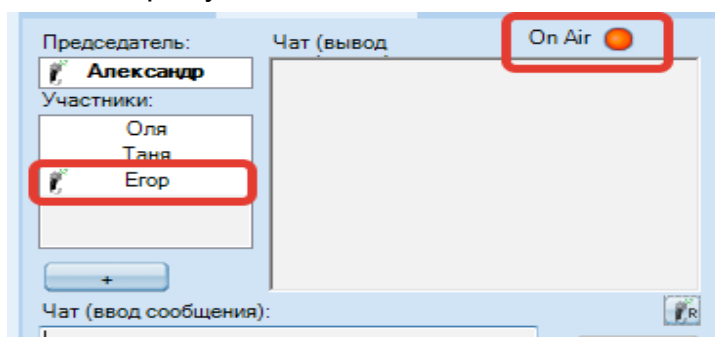 Председатель:
Чат (вывод
On Air
Александр
Участники:
Оля
Таня
Егор
+
Чат (ввод сообщения):
R